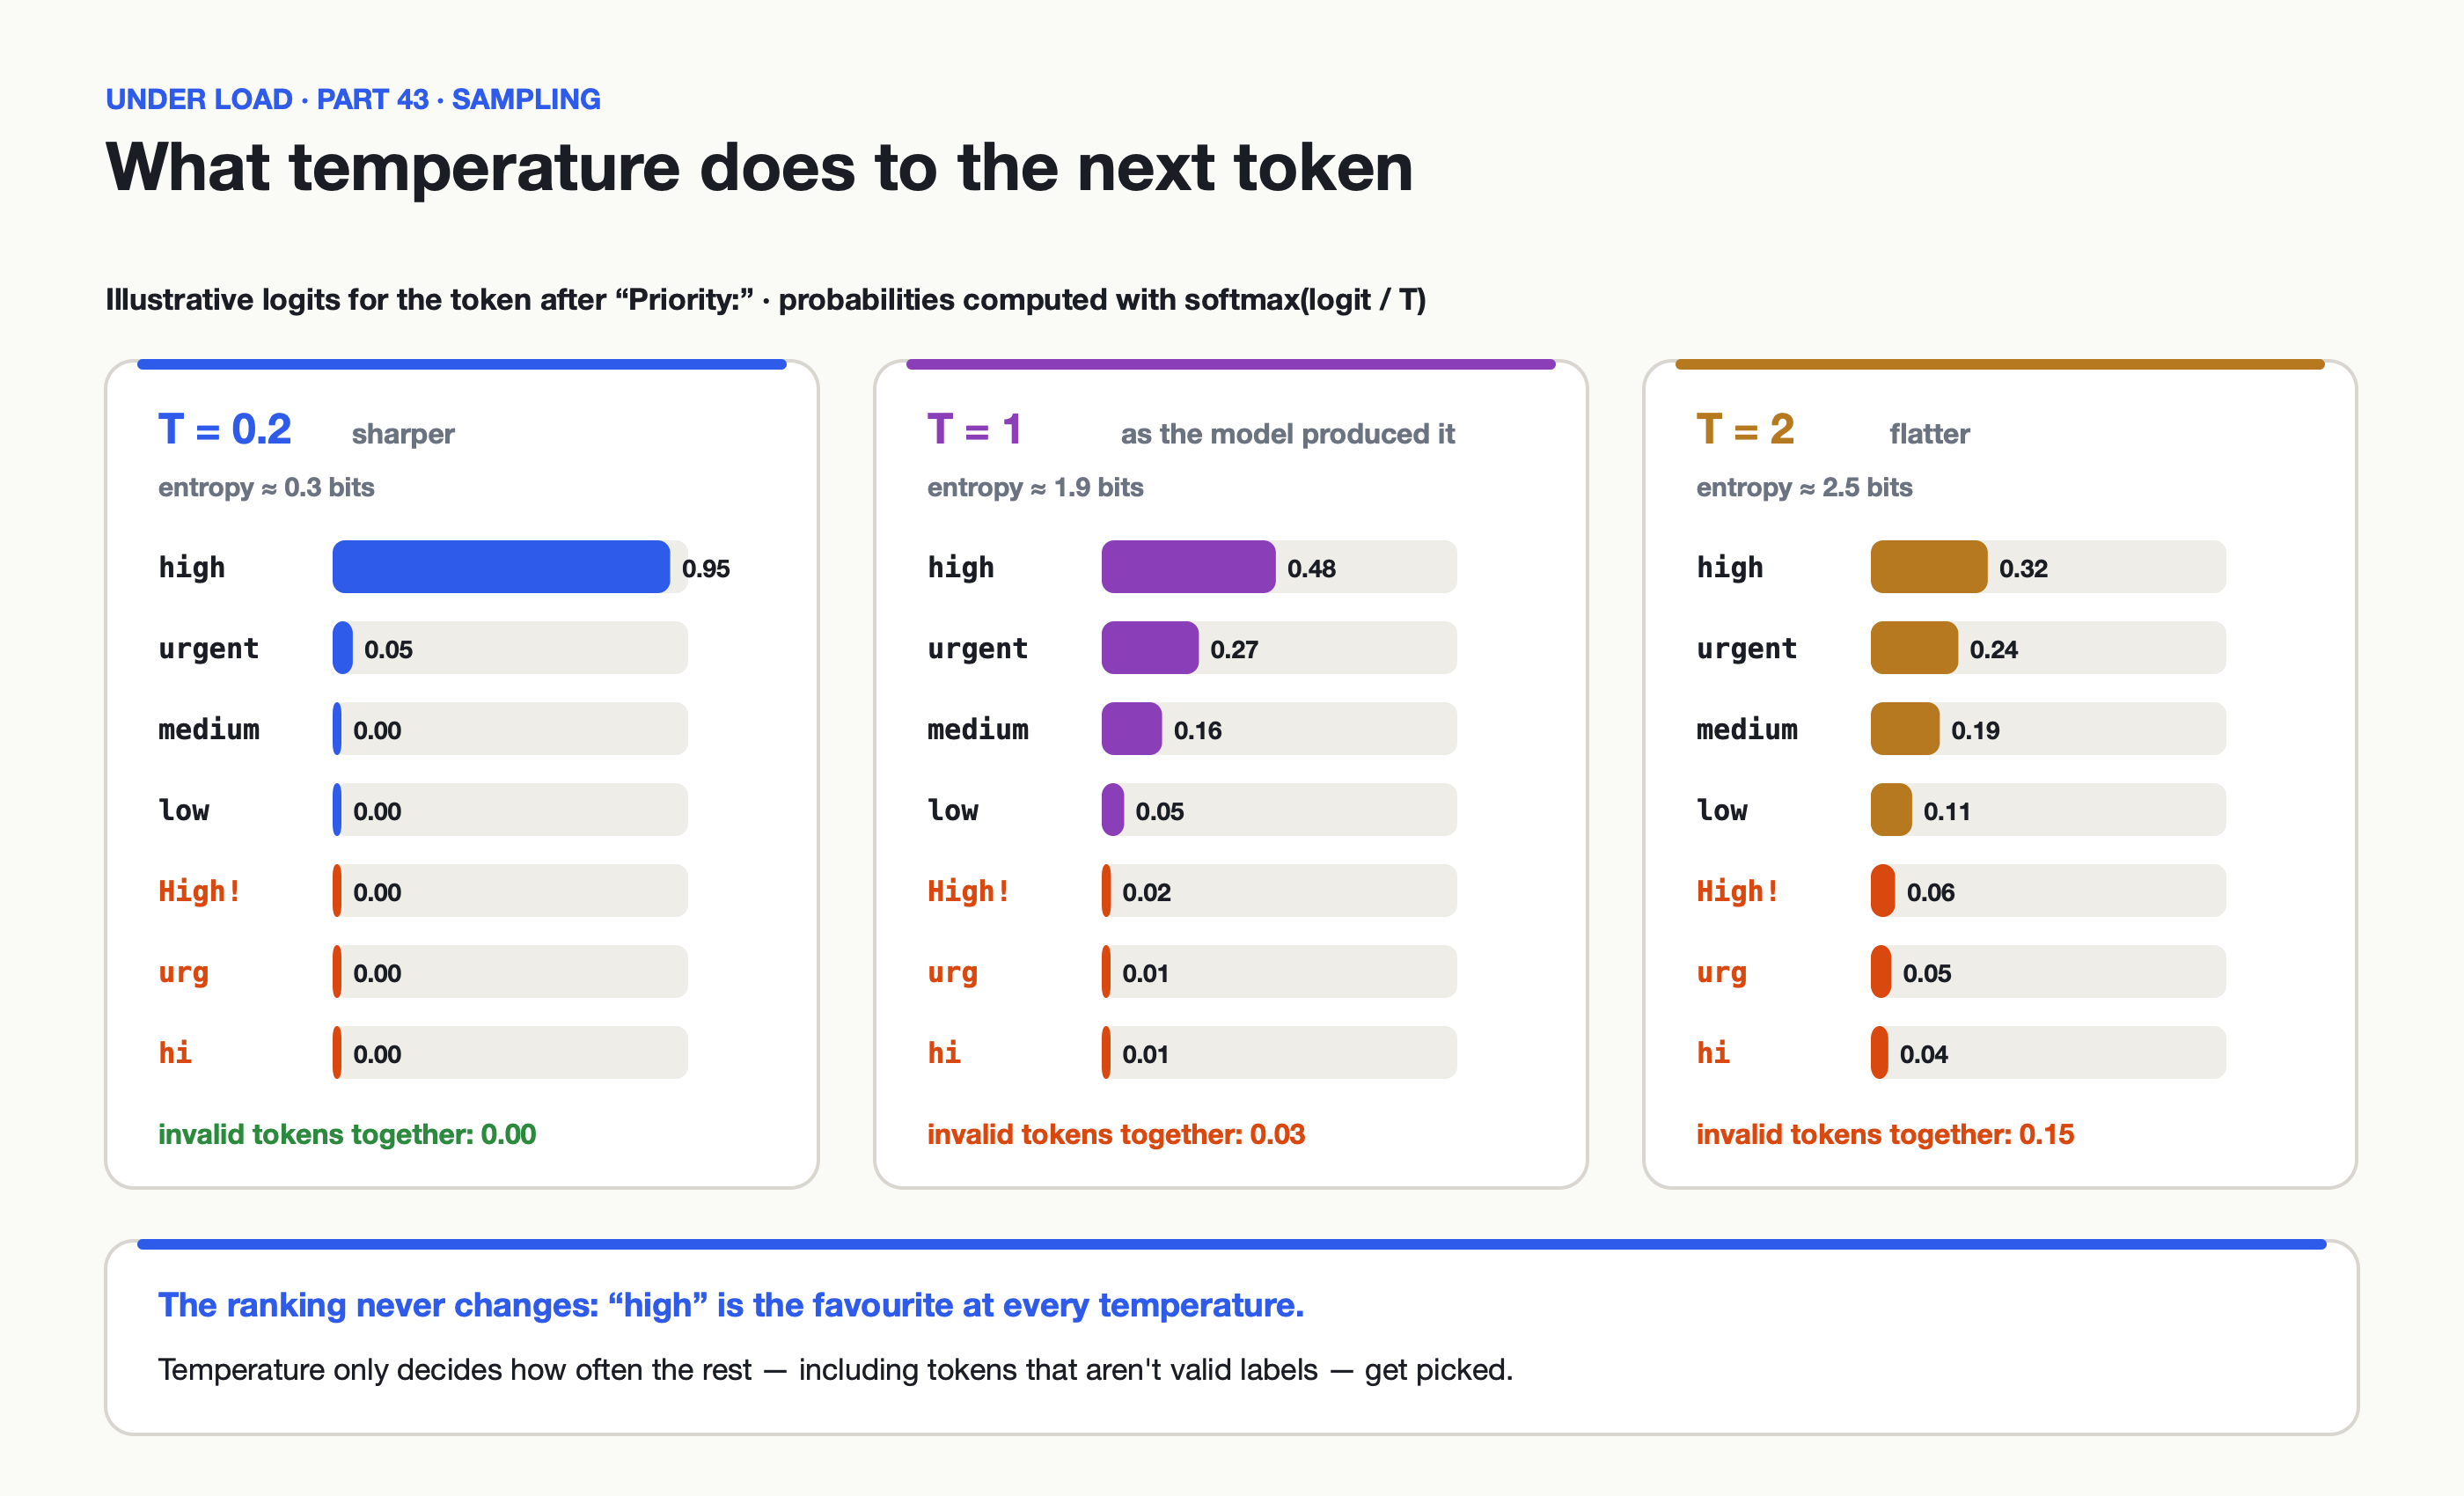 UNDER LOAD · PART 43 · SAMPLING
What temperature does to the next token
Illustrative logits for the token after “Priority:” · probabilities computed with softmax(logit / T)
T = 0.2 sharper
entropy ≈ 0.3 bits
high 0.95
urgent 0.05
medium 0.00
low 0.00
High! 0.00
urg 0.00
hi 0.00
invalid tokens together: 0.00
T = 1 as the model produced it
entropy ≈ 1.9 bits
high 0.48
urgent 0.27
medium 0.16
low 0.05
High! 0.02
urg 0.01
hi 0.01
invalid tokens together: 0.03
T = 2 flatter
entropy ≈ 2.5 bits
high 0.32
urgent 0.24
medium 0.19
low 0.11
High! 0.06
urg 0.05
hi 0.04
invalid tokens together: 0.15
The ranking never changes: “high” is the favourite at every temperature.
Temperature only decides how often the rest — including tokens that aren't valid labels — get picked.